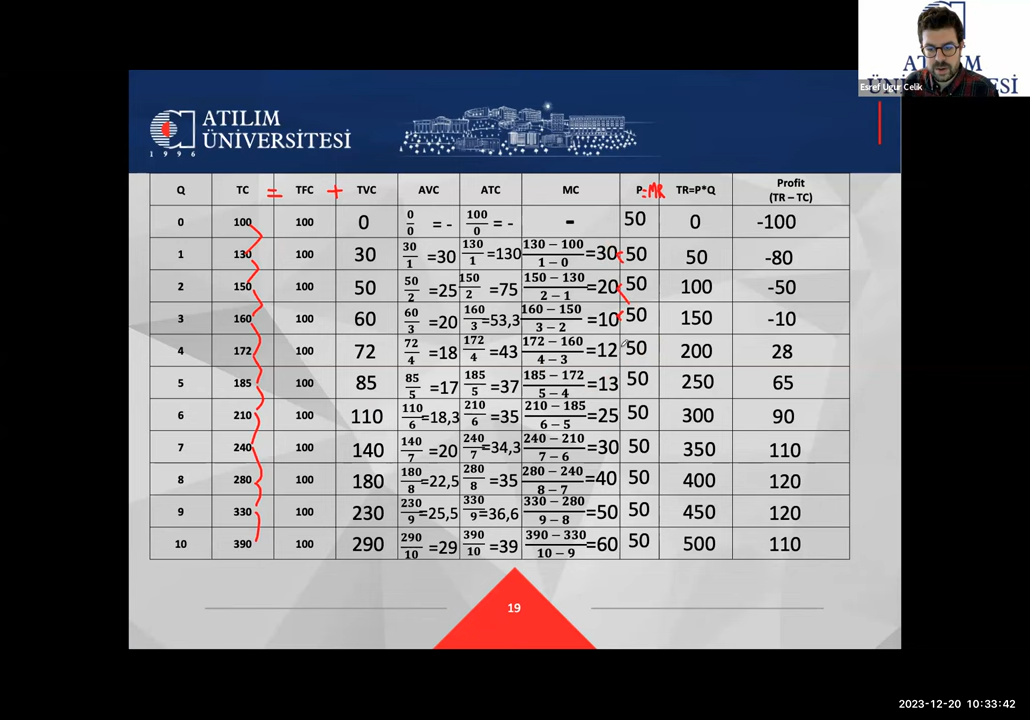 ATILIM
ÜNİVERSİTESİ
1 9 9 6
AT M
ÜNİVE SİTESİ
Esref Ugur Celik
Q TC = TFC + TVC AVC ATC MC P=MR TR=P*Q Profit (TR – TC)
0 100 100 0 0/0 = - 100/0 = - - 50 0 -100
1 130 100 30 30/1 =30 130/1 =130 130 − 100/1 − 0 =30 < 50 50 -80
2 150 100 50 50/2 =25 150/2 =75 150 − 130/2 − 1 =20 < 50 100 -50
3 160 100 60 60/3 =20 160/3 =53,3 160 − 150/3 − 2 =10 < 50 150 -10
4 172 100 72 72/4 =18 172/4 =43 172 − 160/4 − 3 =12 50 200 28
5 185 100 85 85/5 =17 185/5 =37 185 − 172/5 − 4 =13 50 250 65
6 210 100 110 110/6 =18,3 210/6 =35 210 − 185/6 − 5 =25 50 300 90
7 240 100 140 140/7 =20 240/7 =34,3 240 − 210/7 − 6 =30 50 350 110
8 280 100 180 180/8 =22,5 280/8 =35 280 − 240/8 − 7 =40 50 400 120
9 330 100 230 230/9 =25,5 330/9 =36,6 330 − 280/9 − 8 =50 50 450 120
10 390 100 290 290/10 =29 390/10 =39 390 − 330/10 − 9 =60 50 500 110
19
2023-12-20 10:33:42